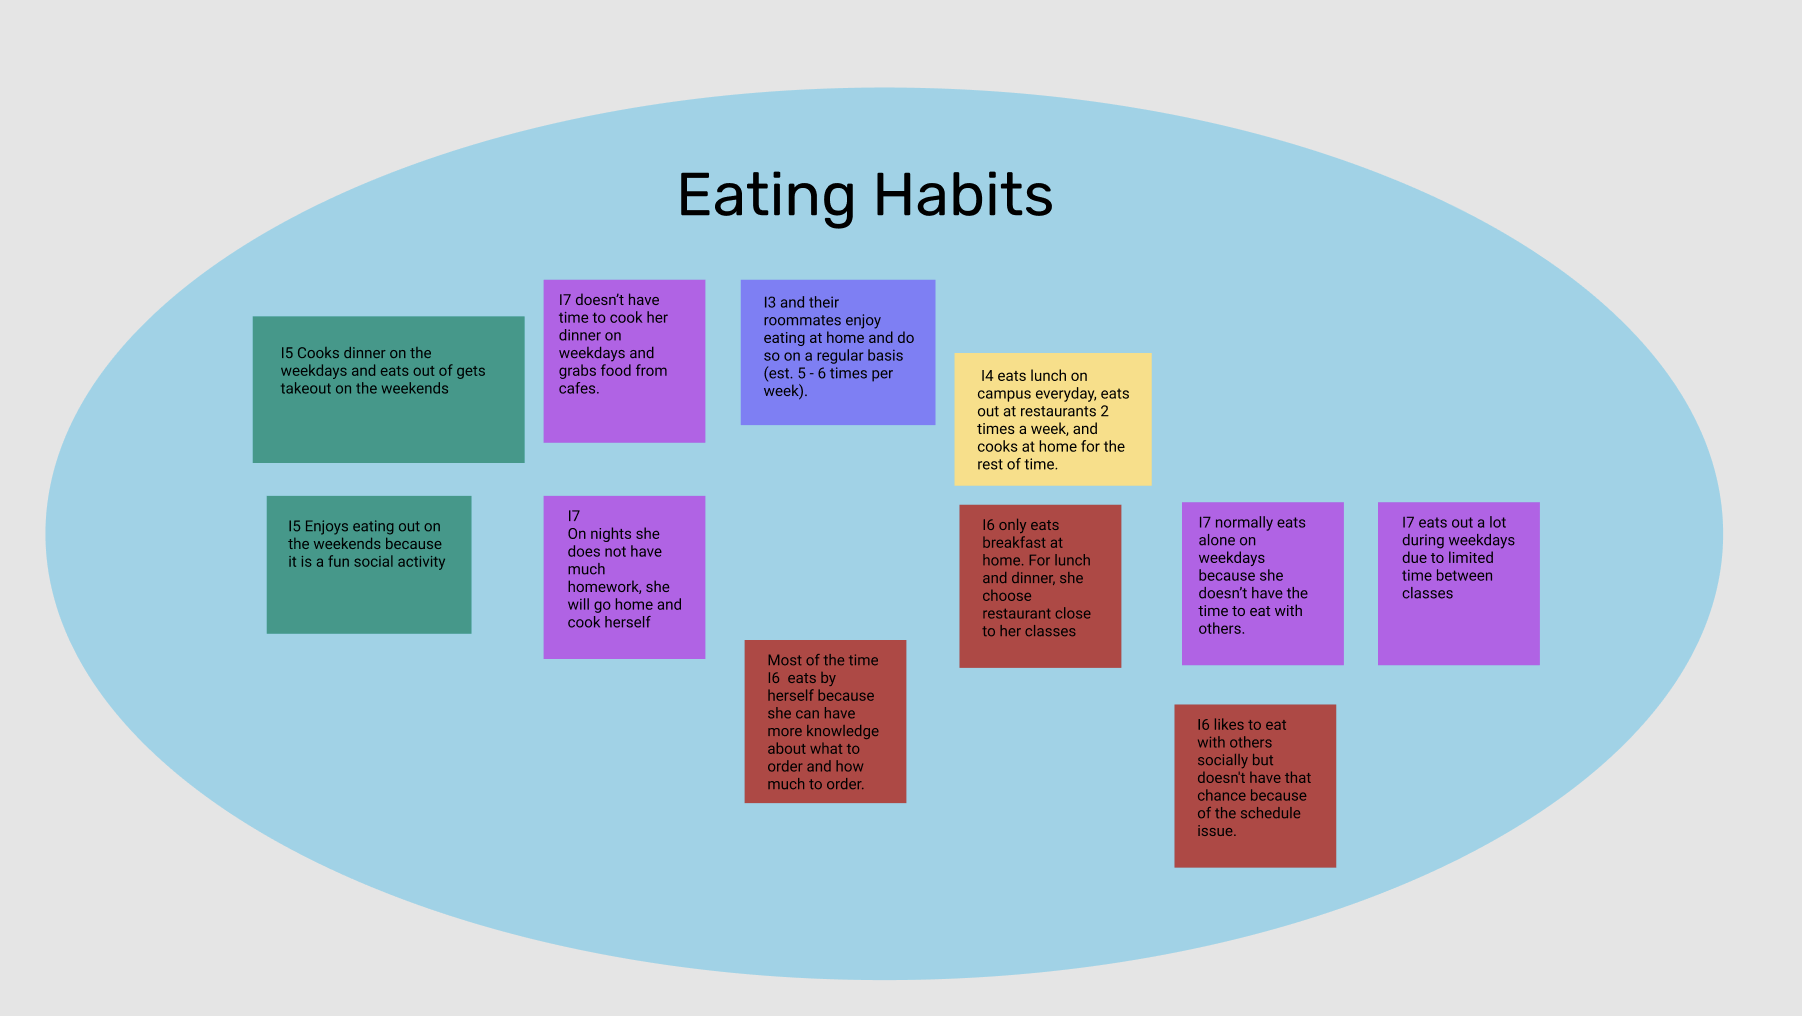 Eating Habits
I5 Cooks dinner on the
weekdays and eats out of gets
takeout on the weekends
I7 doesn't have
time to cook her
dinner on
weekdays and
grabs food from
cafes.
I3 and their
roommates enjoy
eating at home and do
so on a regular basis
(est. 5 - 6 times per
week).
I4 eats lunch on
campus everyday, eats
out at restaurants 2
times a week, and
cooks at home for the
rest of time.
I5 Enjoys eating out on
the weekends because
it is a fun social activity
I7
On nights she
does not have
much
homework, she
will go home and
cook herself
Most of the time
I6  eats by
herself because
she can have
more knowledge
about what to
order and how
much to order.
I6 only eats
breakfast at
home. For lunch
and dinner, she
choose
restaurant close
to her classes
I7 normally eats
alone on
weekdays
because she
doesn't have the
time to eat with
others.
I7 eats out a lot
during weekdays
due to limited
time between
classes
I6 likes to eat
with others
socially but
doesn't have that
chance because
of the schedule
issue.